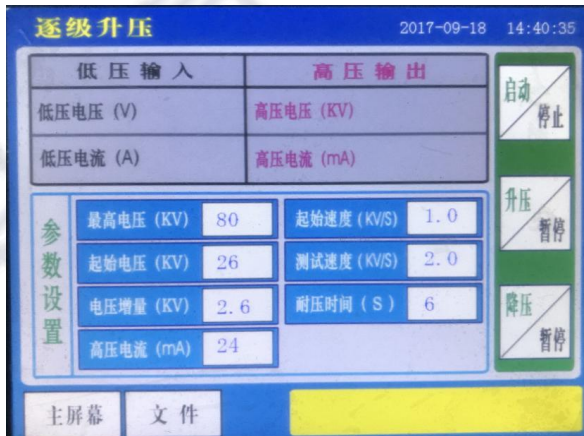 逐级升压 2017-09-18 14:40:35
低压输入 高压输出
低压电压 (V) 高压电压 (KV)
低压电流 (A) 高压电流 (mA)
参数设置
最高电压 (KV) 80 起始速度 (KV/S) 1.0
起始电压 (KV) 26 测试速度 (KV/S) 2.0
电压增量 (KV) 2.6 耐压时间 (S) 6
高压电流 (mA) 24
启动/停止
升压/暂停
降压/暂停
主屏幕 文件